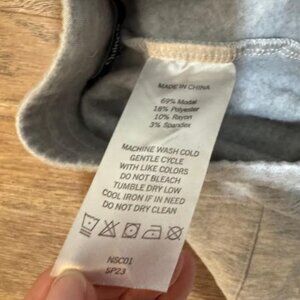 MADE IN CHINA
69% Modal
18% Polyester
10% Rayon
3% Spandex
MACHINE WASH COLD
GENTLE CYCLE
WITH LIKE COLORS
DO NOT BLEACH
TUMBLE DRY LOW
COOL IRON IF IN NEED
DO NOT DRY CLEAN
NSC01
SP23